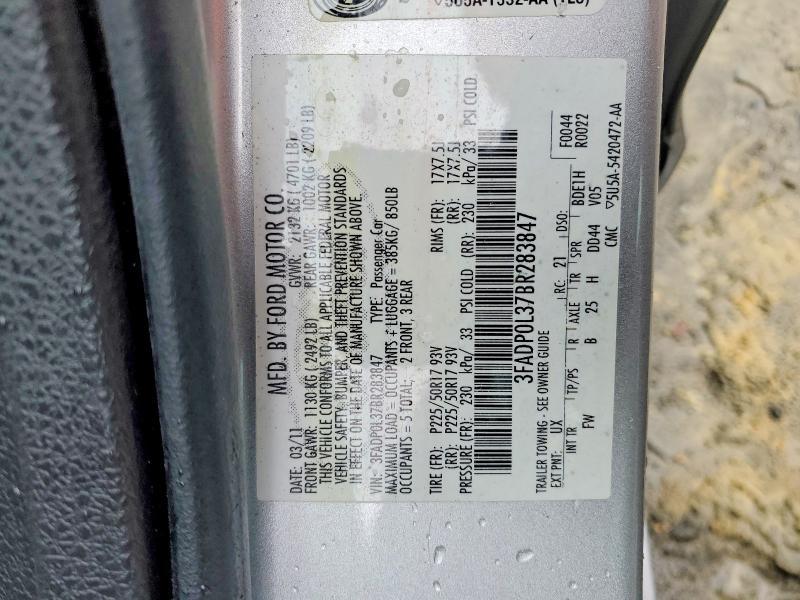 MFD. BY FORD MOTOR CO.
DATE: 03/11 GVWR: 2132 KG (4701 LB)
FRONT GAWR: 1130 KG (2492 LB) REAR GAWR: 1002 KG (2209 LB)
THIS VEHICLE CONFORMS TO ALL APPLICABLE FEDERAL MOTOR
VEHICLE SAFETY, BUMPER, AND THEFT PREVENTION STANDARDS
IN EFFECT ON THE DATE OF MANUFACTURE SHOWN ABOVE.
VIN: 3FADP0L37BR283847 TYPE: Passenger Car
MAXIMUM LOAD = OCCUPANTS + LUGGAGE = 385KG/ 850LB
OCCUPANTS = 5 TOTAL; 2 FRONT, 3 REAR
TIRE (FR): P225/50R17 93V RIMS (FR): 17X7.5J
(RR): P225/50R17 93V (RR): 17X7.5J
PRESSURE (FR): 230 kPa/ 33 PSI COLD (RR): 230 kPa/ 33 PSI COLD
3FADP0L37BR283847
TRAILER TOWING - SEE OWNER GUIDE F0044
EXT PNT: UX RC: 21 DSO: R0022
INT TR TP/PS R AXLE TR SPR BDE1H
FW B 25 H DD44 V05
CMC ▽5U5A-5420472-AA